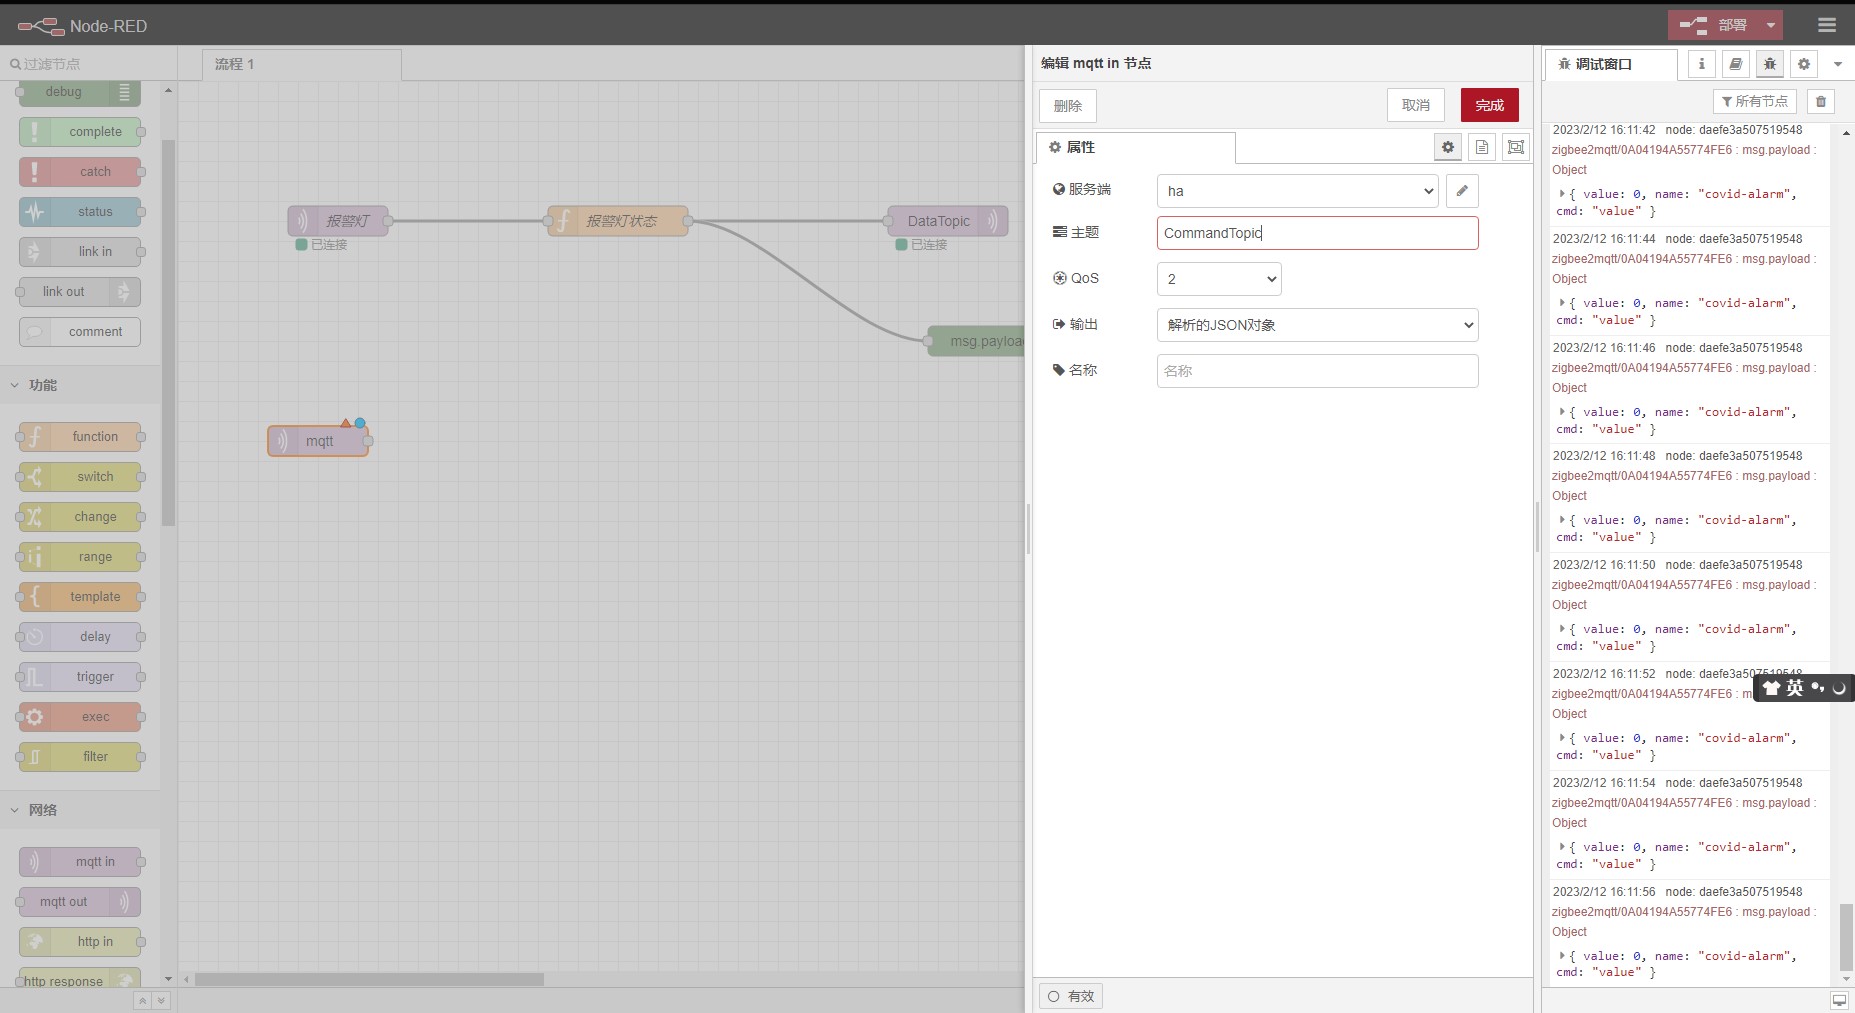 Node-RED
部署
过滤节点
流程 1
debug
complete
catch
status
link in
link out
comment
功能
function
switch
change
range
template
delay
trigger
exec
filter
网络
mqtt in
mqtt out
http in
http response
报警灯
已连接
报警灯状态
DataTopic
已连接
msg.payloa
mqtt
编辑 mqtt in 节点
删除
取消
完成
属性
服务端
ha
主题
CommandTopic
QoS
2
输出
解析的JSON对象
名称
名称
有效
调试窗口
所有节点
2023/2/12 16:11:42 node: daefe3a507519548
zigbee2mqtt/0A04194A55774FE6 : msg.payload :
Object
{ value: 0, name: "covid-alarm",
cmd: "value" }
2023/2/12 16:11:44 node: daefe3a507519548
zigbee2mqtt/0A04194A55774FE6 : msg.payload :
Object
{ value: 0, name: "covid-alarm",
cmd: "value" }
2023/2/12 16:11:46 node: daefe3a507519548
zigbee2mqtt/0A04194A55774FE6 : msg.payload :
Object
{ value: 0, name: "covid-alarm",
cmd: "value" }
2023/2/12 16:11:48 node: daefe3a507519548
zigbee2mqtt/0A04194A55774FE6 : msg.payload :
Object
{ value: 0, name: "covid-alarm",
cmd: "value" }
2023/2/12 16:11:50 node: daefe3a507519548
zigbee2mqtt/0A04194A55774FE6 : msg.payload :
Object
{ value: 0, name: "covid-alarm",
cmd: "value" }
2023/2/12 16:11:52 node: daefe3a507519548
zigbee2mqtt/0A04194A55774FE6 : m
英
Object
{ value: 0, name: "covid-alarm",
cmd: "value" }
2023/2/12 16:11:54 node: daefe3a507519548
zigbee2mqtt/0A04194A55774FE6 : msg.payload :
Object
{ value: 0, name: "covid-alarm",
cmd: "value" }
2023/2/12 16:11:56 node: daefe3a507519548
zigbee2mqtt/0A04194A55774FE6 : msg.payload :
Object
{ value: 0, name: "covid-alarm",
cmd: "value" }